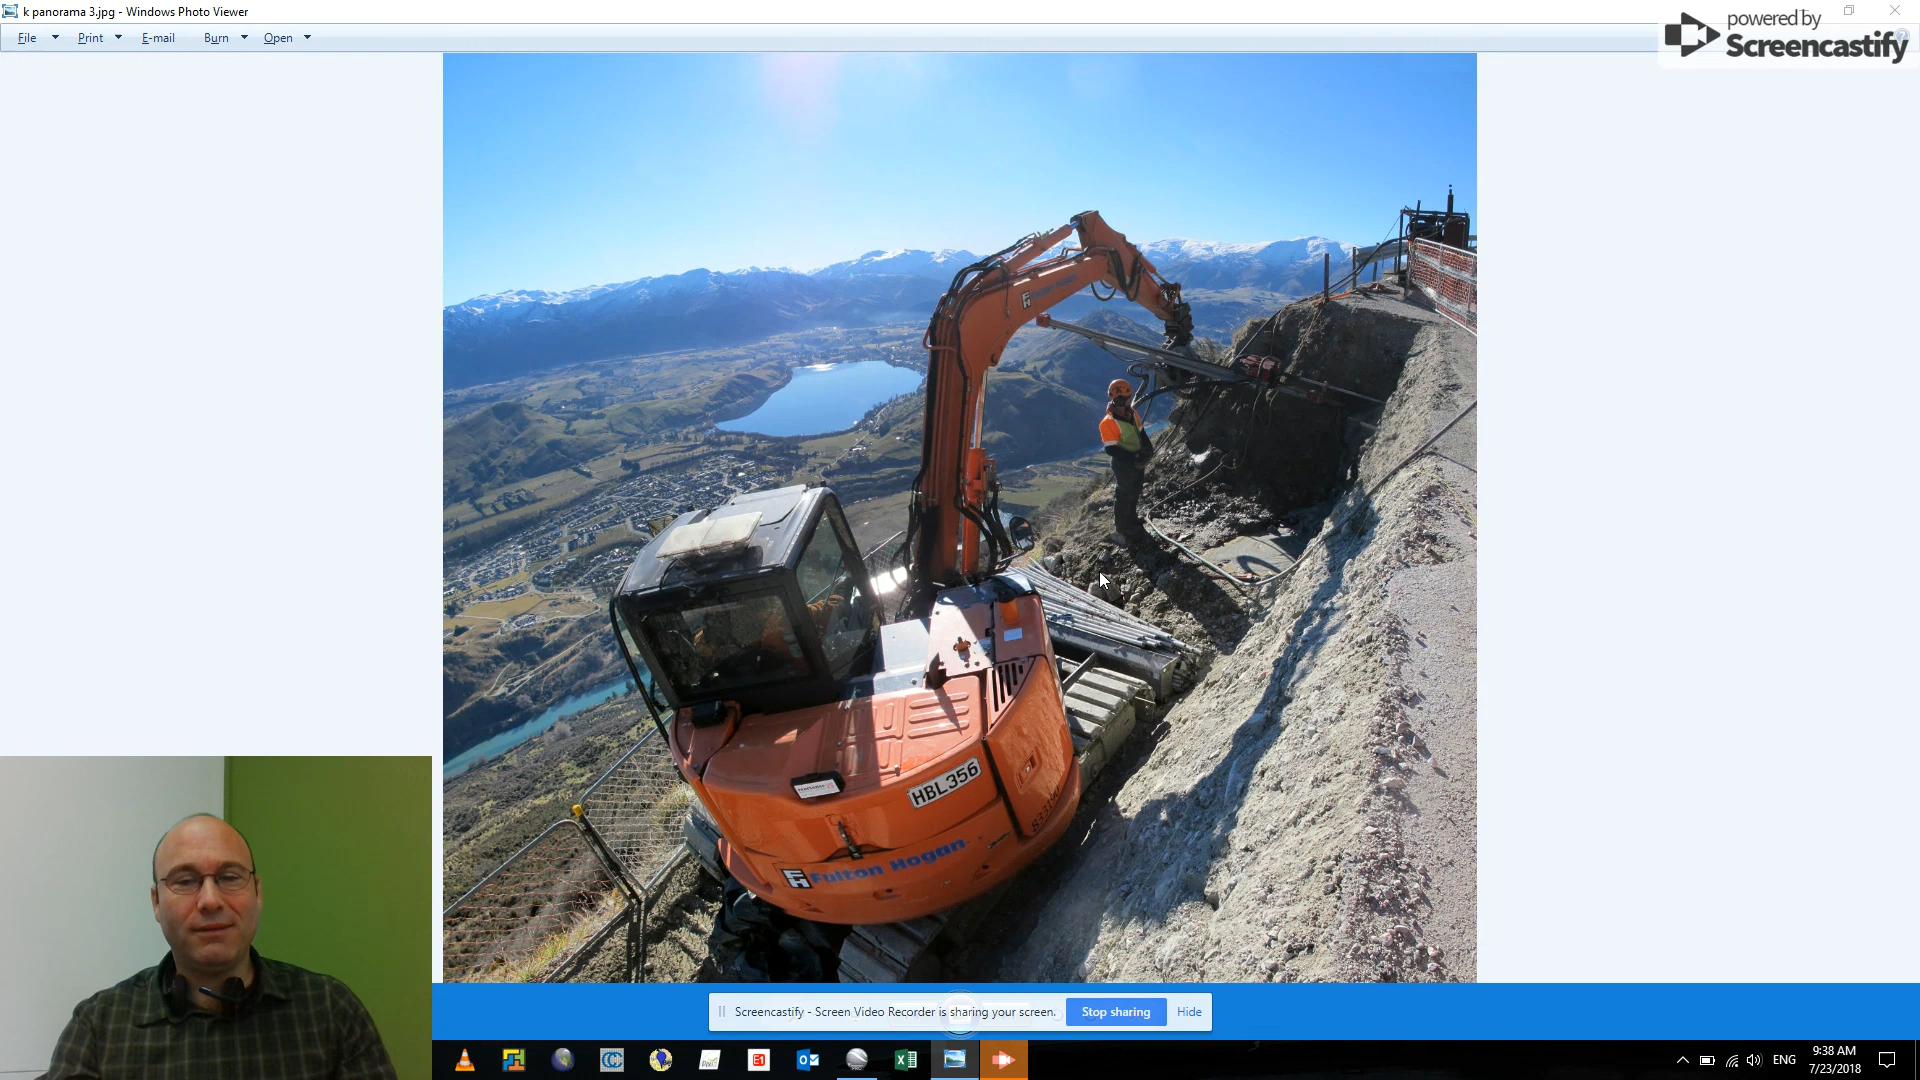 k panorama 3.jpg - Windows Photo Viewer
File Print E-mail Burn Open
powered by
Screencastify
HBL356
FH Fulton Hogan
Screencastify - Screen Video Recorder is sharing your screen. Stop sharing Hide
ENG
9:38 AM
7/23/2018